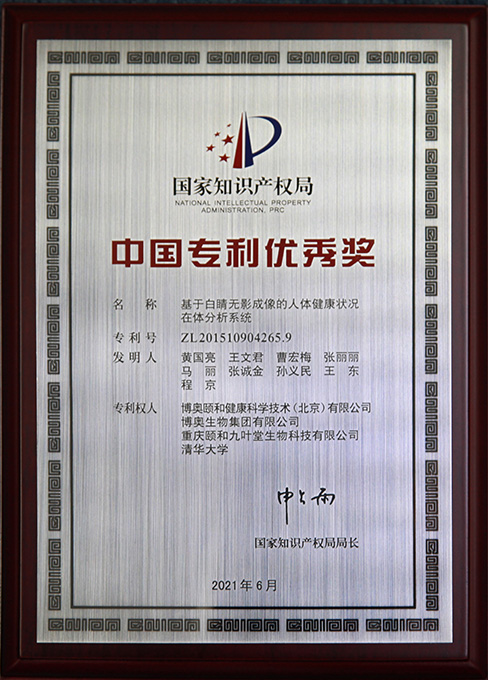 国家知识产权局
NATIONAL INTELLECTUAL PROPERTY
ADMINISTRATION, PRC
中国专利优秀奖
名 称 基于白睛无影成像的人体健康状况
在体分析系统
专利号 ZL201510904265.9
发明人 黄国亮 王文君 曹宏梅 张丽丽
马 丽 张诚金 孙义民 王 东
程 京
专利权人 博奥颐和健康科学技术(北京)有限公司
博奥生物集团有限公司
重庆颐和九叶堂生物科技有限公司
清华大学
申长雨
国家知识产权局局长
2021年6月